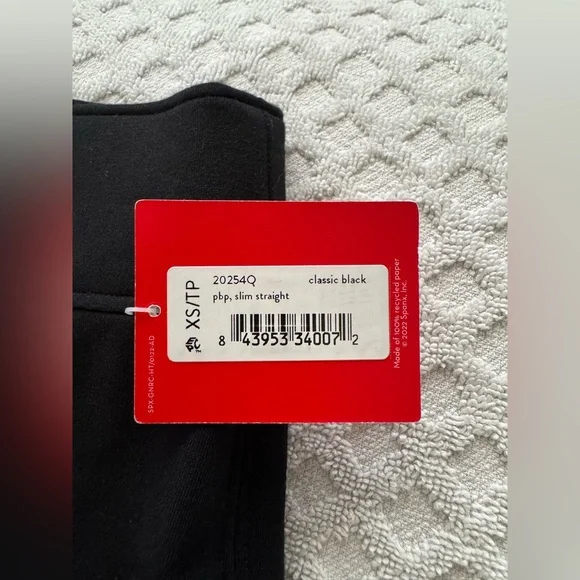 20254Q classic black
pbp, slim straight
XS/TP
8 43953 34007 2
SPX-GNRC-HT/0122-AD
Made of 100% recycled paper
© 2022 Spanx, Inc.